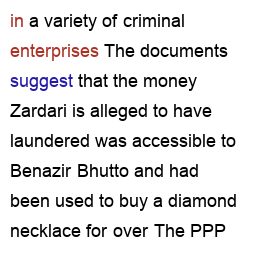 in a variety of criminal
enterprises The documents
suggest that the money
Zardari is alleged to have
laundered was accessible to
Benazir Bhutto and had
been used to buy a diamond
necklace for over The PPP